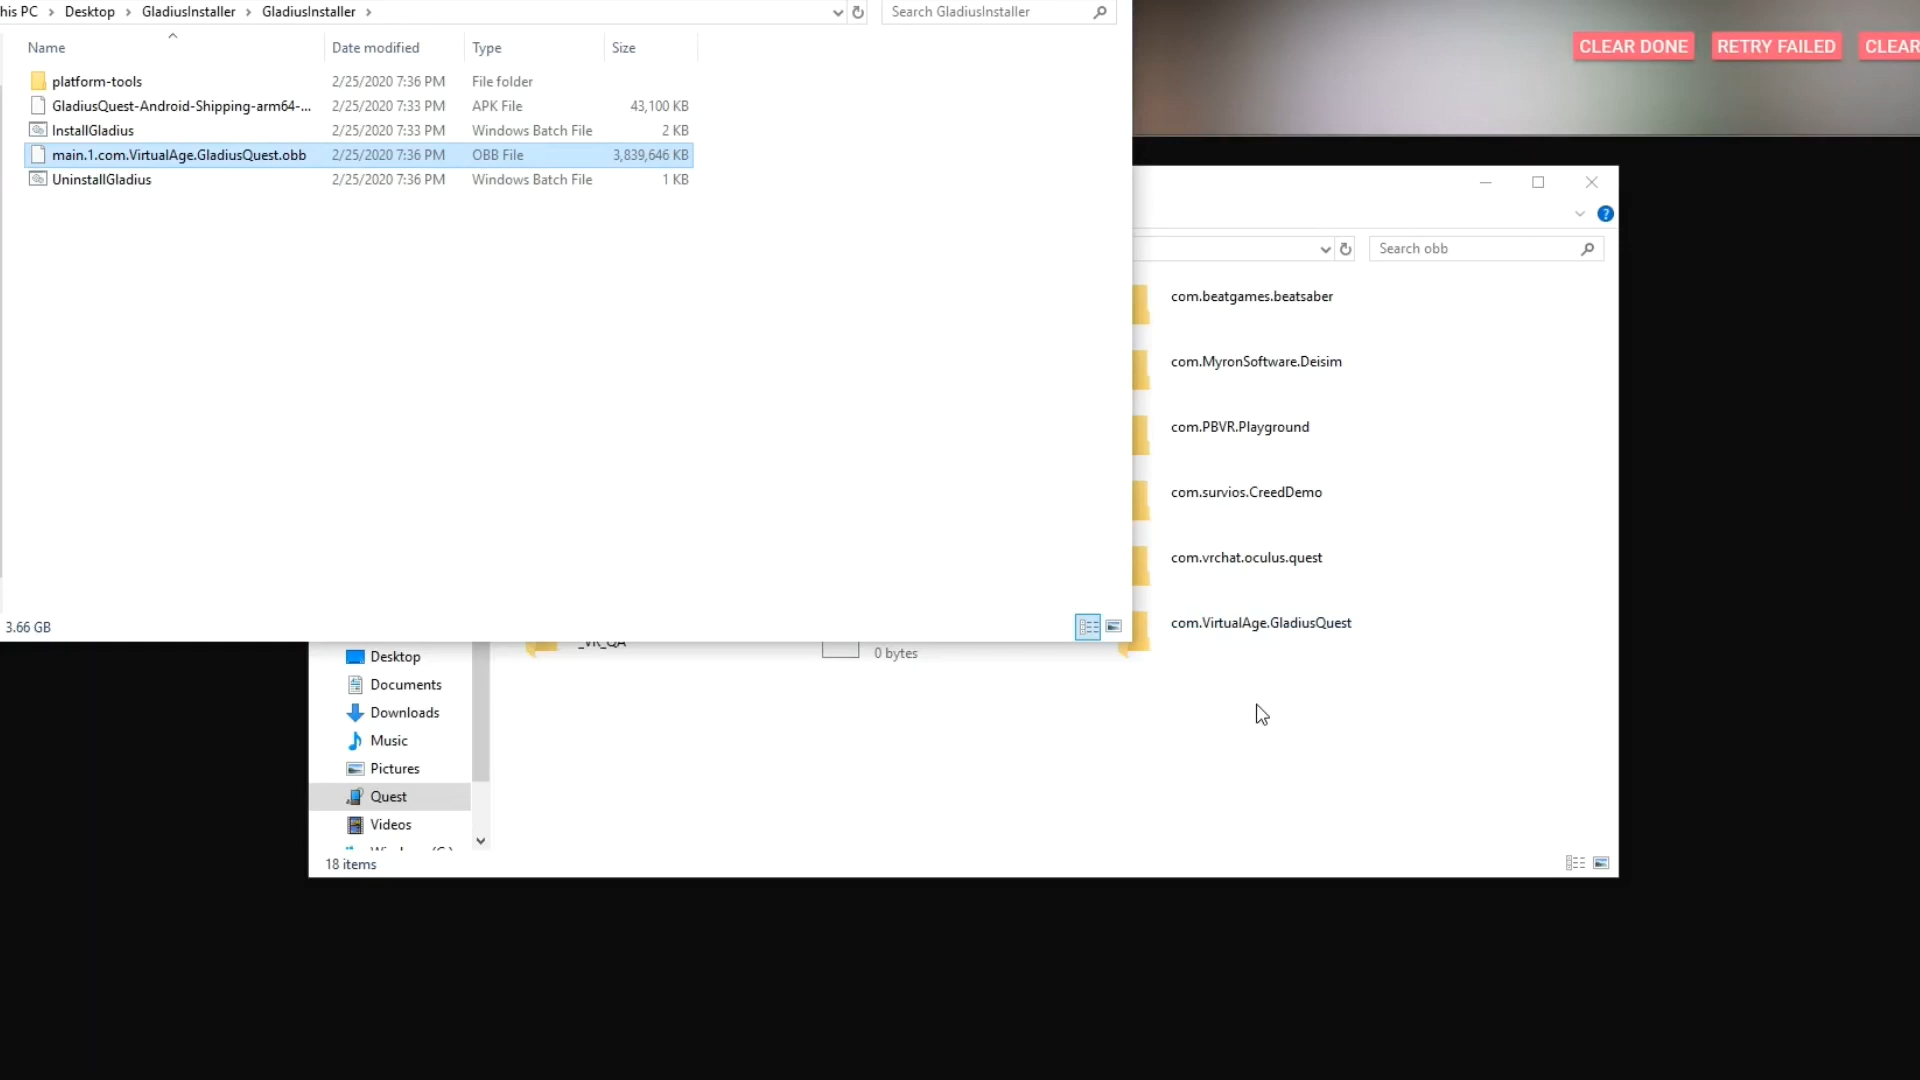 his PC > Desktop > GladiusInstaller > GladiusInstaller >
Search GladiusInstaller
CLEAR DONE
RETRY FAILED
CLEAR
Name Date modified Type Size
platform-tools 2/25/2020 7:36 PM File folder
GladiusQuest-Android-Shipping-arm64-... 2/25/2020 7:33 PM APK File 43,100 KB
InstallGladius 2/25/2020 7:33 PM Windows Batch File 2 KB
main.1.com.VirtualAge.GladiusQuest.obb 2/25/2020 7:36 PM OBB File 3,839,646 KB
UninstallGladius 2/25/2020 7:36 PM Windows Batch File 1 KB
3.66 GB
Search obb
com.beatgames.beatsaber
com.MyronSoftware.Deisim
com.PBVR.Playground
com.survios.CreedDemo
com.vrchat.oculus.quest
com.VirtualAge.GladiusQuest
_VR_QA
0 bytes
Desktop
Documents
Downloads
Music
Pictures
Quest
Videos
18 items